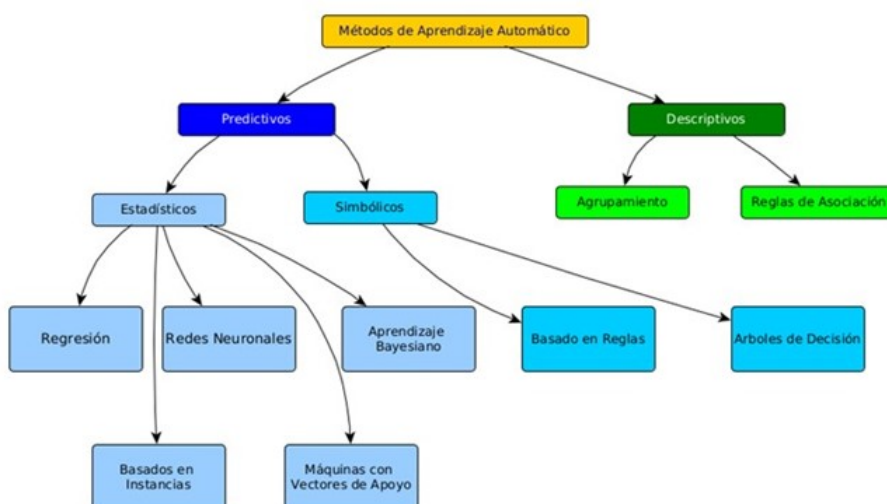 Métodos de Aprendizaje Automático
Predictivos
Descriptivos
Estadísticos
Simbólicos
Agrupamiento
Reglas de Asociación
Regresión
Redes Neuronales
Aprendizaje
Bayesiano
Basado en Reglas
Arboles de Decisión
Basados en
Instancias
Máquinas con
Vectores de Apoyo